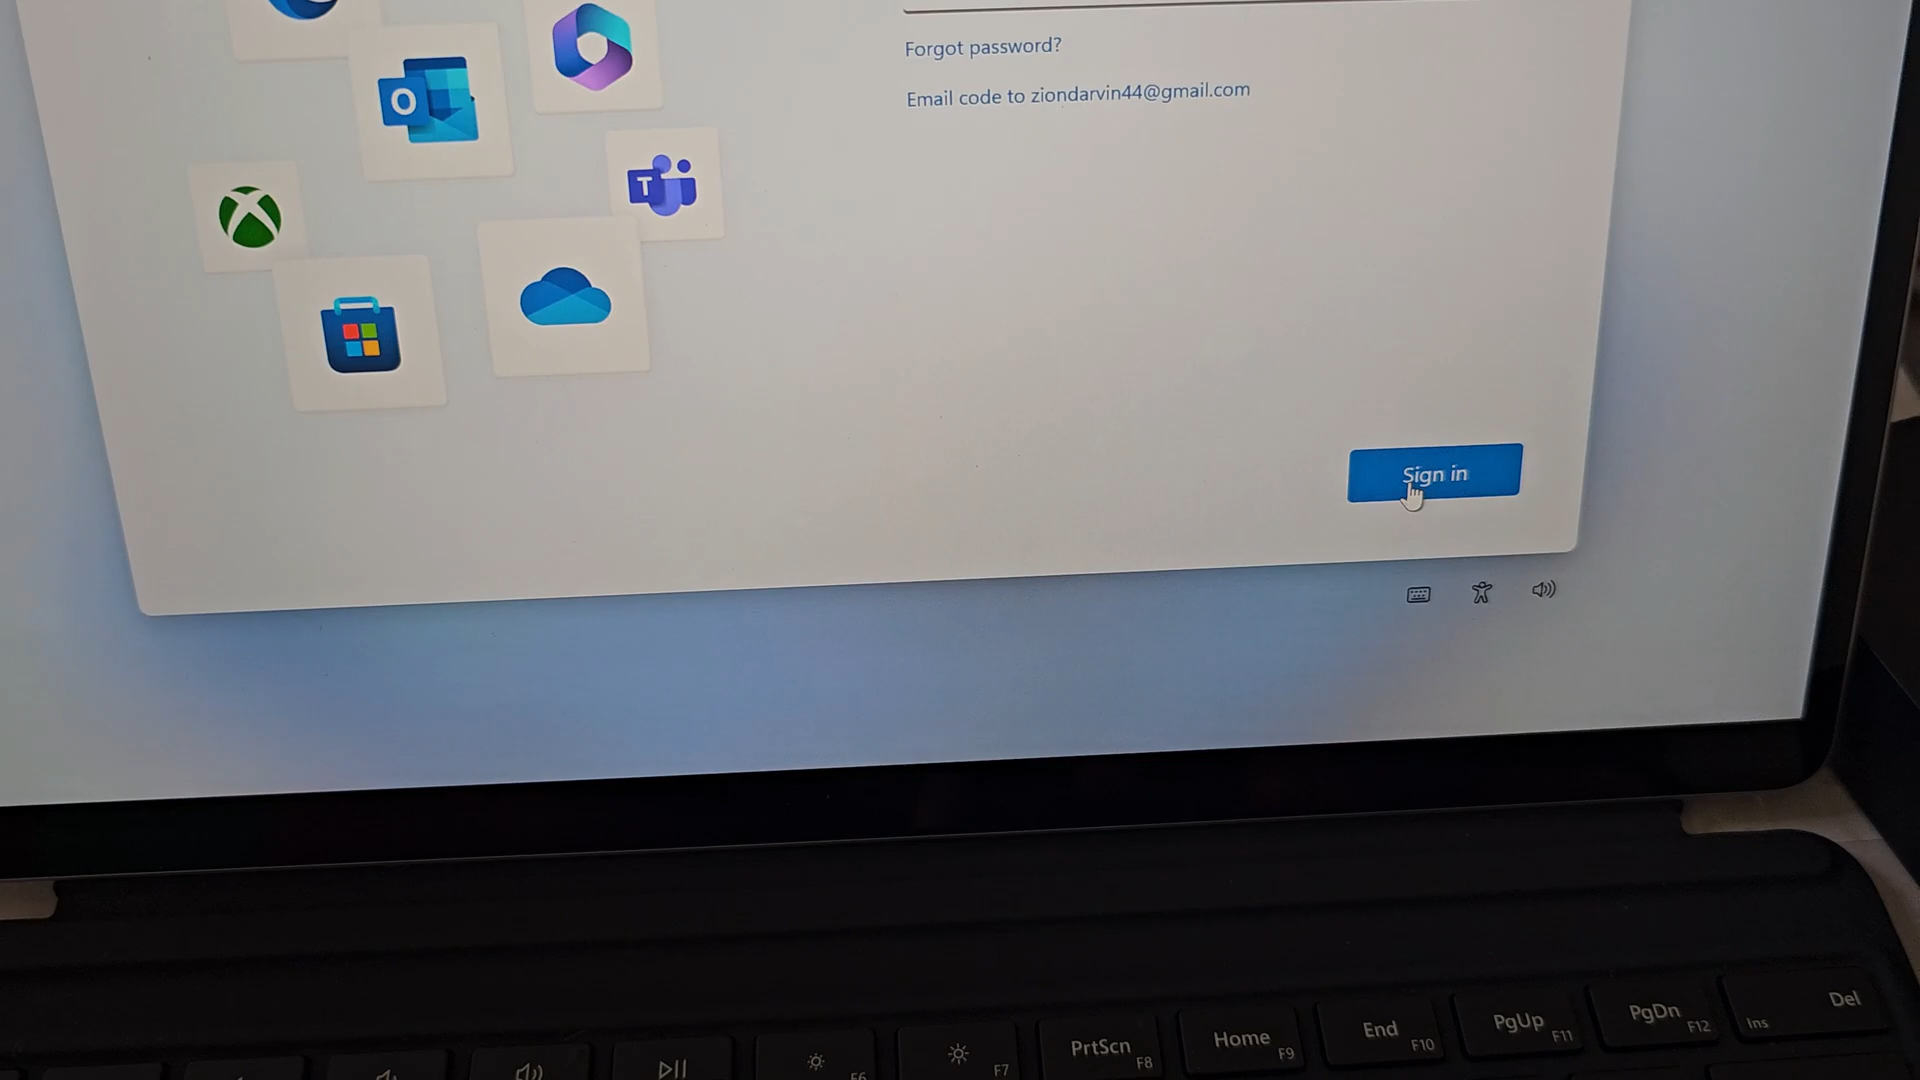 Forgot password?
Email code to ziondarvin44@gmail.com
O
T
Sign in
PrtScn F8
Home F9
End F10
PgUp F11
PgDn F12
Ins Del
F6
F7